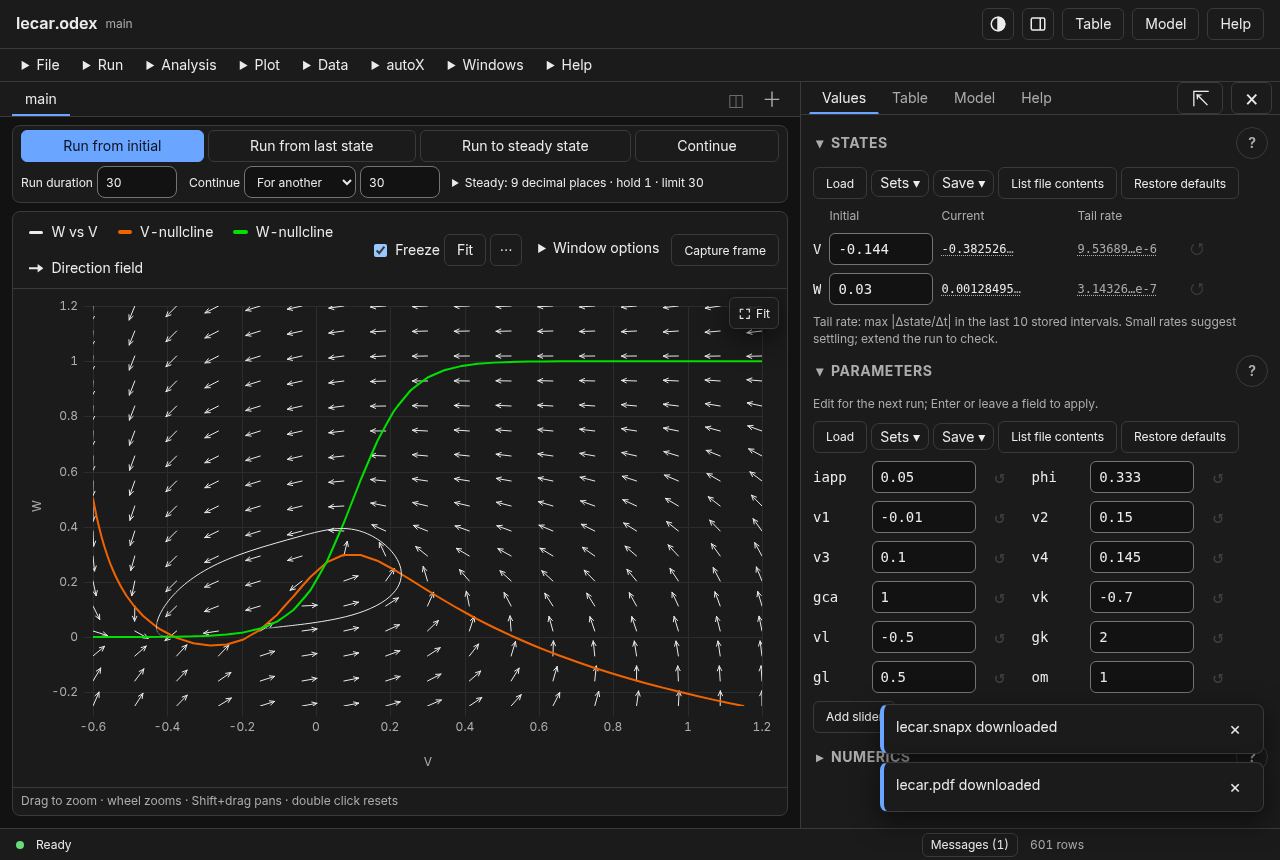 lecar.odex main
Table Model Help
▶ File ▶ Run ▶ Analysis ▶ Plot ▶ Data ▶ autoX ▶ Windows ▶ Help
main
Run from initial Run from last state Run to steady state Continue
Run duration 30 Continue For another 30 ▶ Steady: 9 decimal places · hold 1 · limit 30
W vs V V-nullcline W-nullcline
Direction field
Freeze Fit ··· ▶ Window options Capture frame
Fit
1.2
1
0.8
0.6
0.4
0.2
0
-0.2
W
-0.6 -0.4 -0.2 0 0.2 0.4 0.6 0.8 1 1.2
V
Drag to zoom · wheel zooms · Shift+drag pans · double click resets
Values Table Model Help
▼ STATES ?
Load Sets ▾ Save ▾ List file contents Restore defaults
Initial Current Tail rate
V -0.144 -0.382526… 9.53689…e-6
W 0.03 0.00128495… 3.14326…e-7
Tail rate: max |Δstate/Δt| in the last 10 stored intervals. Small rates suggest
settling; extend the run to check.
▼ PARAMETERS ?
Edit for the next run; Enter or leave a field to apply.
Load Sets ▾ Save ▾ List file contents Restore defaults
iapp 0.05 phi 0.333
v1 -0.01 v2 0.15
v3 0.1 v4 0.145
gca 1 vk -0.7
vl -0.5 gk 2
gl 0.5 om 1
Add slider
lecar.snapx downloaded ×
▶ NUMERICS ?
lecar.pdf downloaded ×
Ready Messages (1) 601 rows